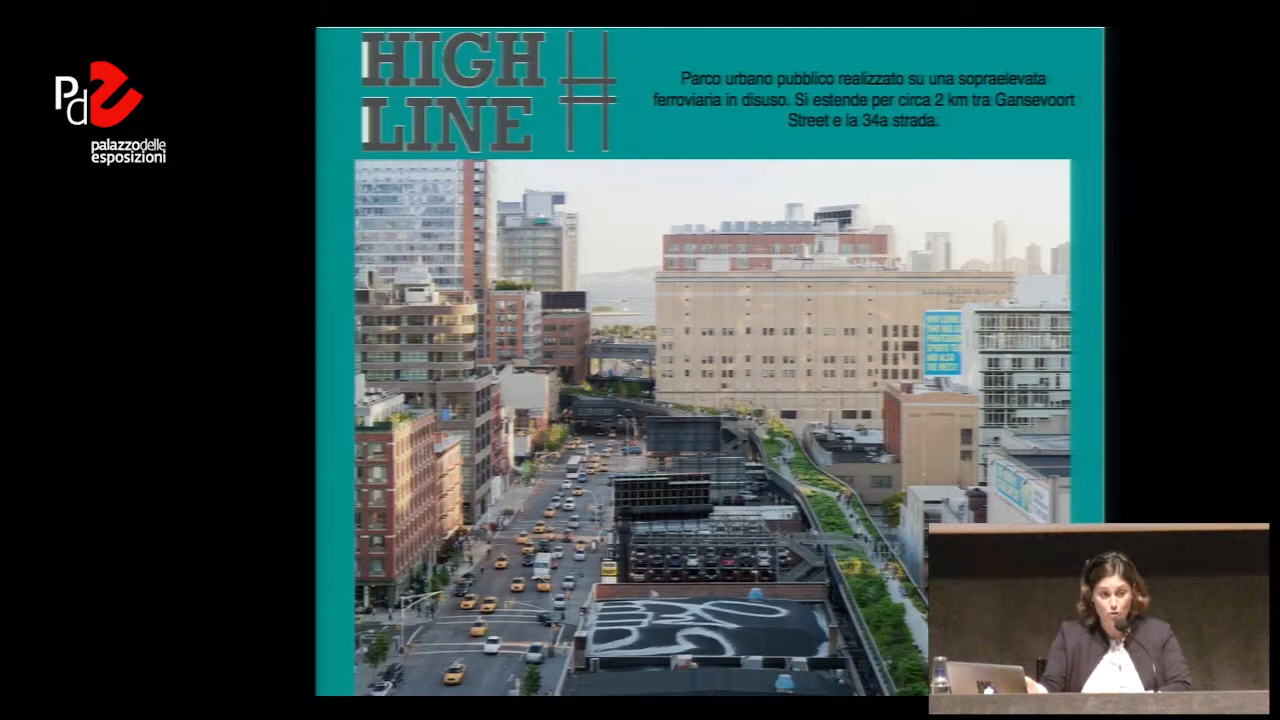 Pd
palazzodelle
esposizioni
HIGH
LINE
Parco urbano pubblico realizzato su una sopraelevata
ferroviaria in disuso. Si estende per circa 2 km tra Gansevoort
Street e la 34a strada.